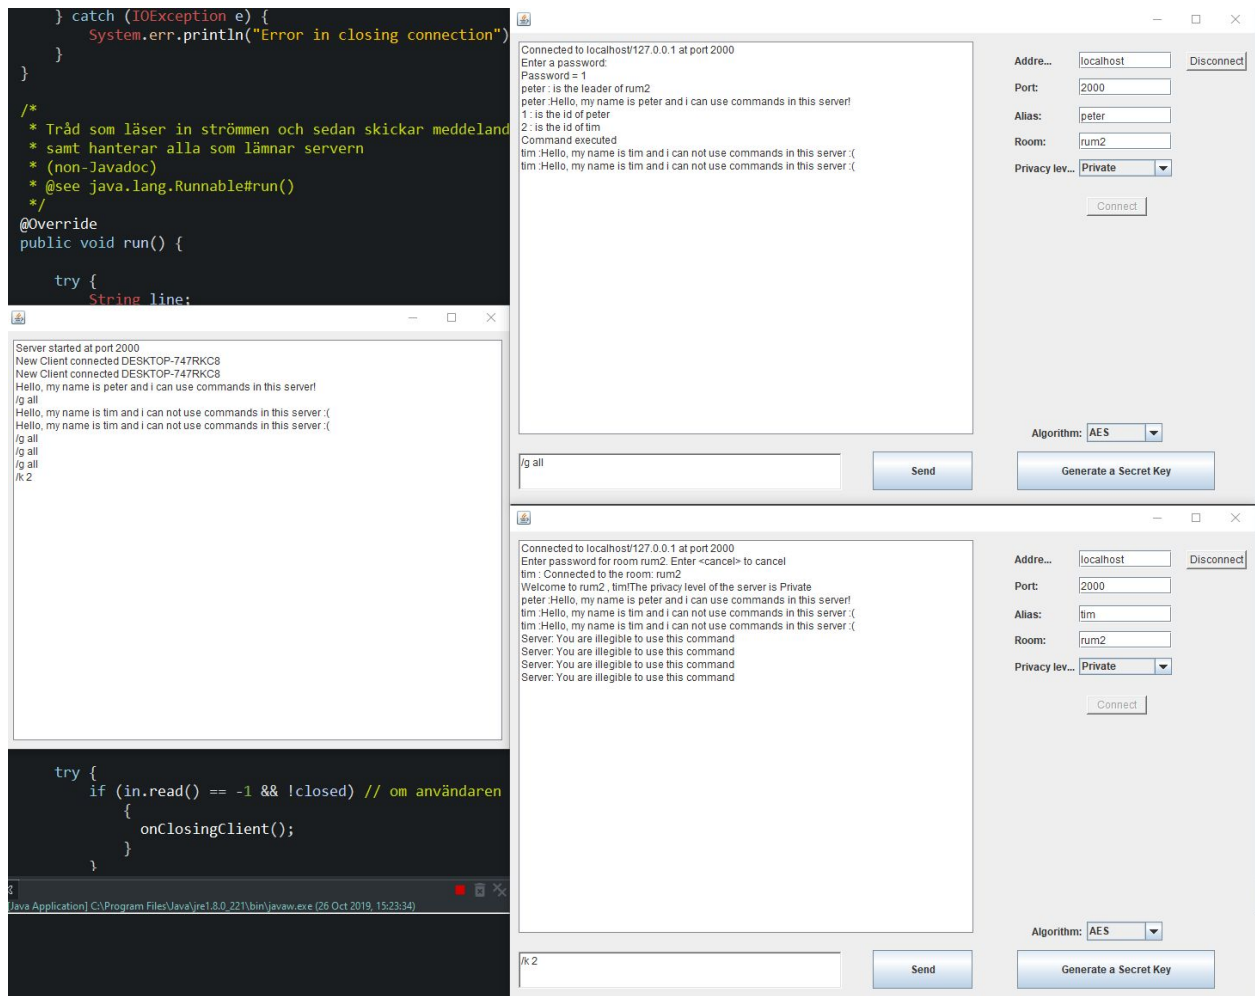 } catch (IOException e) {
System.err.println("Error in closing connection")
}
}
/*
* Tråd som läser in strömmen och sedan skickar meddeland
* samt hanterar alla som lämnar servern
* (non-Javadoc)
* @see java.lang.Runnable#run()
*/
@Override
public void run() {
try {
String line;
Server started at port 2000
New Client connected DESKTOP-747RKC8
New Client connected DESKTOP-747RKC8
Hello, my name is peter and i can use commands in this server!
/g all
Hello, my name is tim and i can not use commands in this server :(
Hello, my name is tim and i can not use commands in this server :(
/g all
/g all
/g all
/k 2
try {
if (in.read() == -1 && !closed) // om användaren
{
onClosingClient();
}
}
[Java Application] C:\Program Files\Java\jre1.8.0_221\bin\javaw.exe (26 Oct 2019, 15:23:34)
Connected to localhost/127.0.0.1 at port 2000
Enter a password:
Password = 1
peter : is the leader of rum2
peter :Hello, my name is peter and i can use commands in this server!
1 : is the id of peter
2 : is the id of tim
Command executed
tim :Hello, my name is tim and i can not use commands in this server :(
tim :Hello, my name is tim and i can not use commands in this server :(
Addre... localhost Disconnect
Port: 2000
Alias: peter
Room: rum2
Privacy lev... Private
Connect
Algorithm: AES
/g all
Send
Generate a Secret Key
Connected to localhost/127.0.0.1 at port 2000
Enter password for room rum2. Enter <cancel> to cancel
tim : Connected to the room: rum2
Welcome to rum2 , tim!The privacy level of the server is Private
peter :Hello, my name is peter and i can use commands in this server!
tim :Hello, my name is tim and i can not use commands in this server :(
tim :Hello, my name is tim and i can not use commands in this server :(
Server: You are illegible to use this command
Server: You are illegible to use this command
Server: You are illegible to use this command
Server: You are illegible to use this command
Addre... localhost Disconnect
Port: 2000
Alias: tim
Room: rum2
Privacy lev... Private
Connect
Algorithm: AES
/k 2
Send
Generate a Secret Key